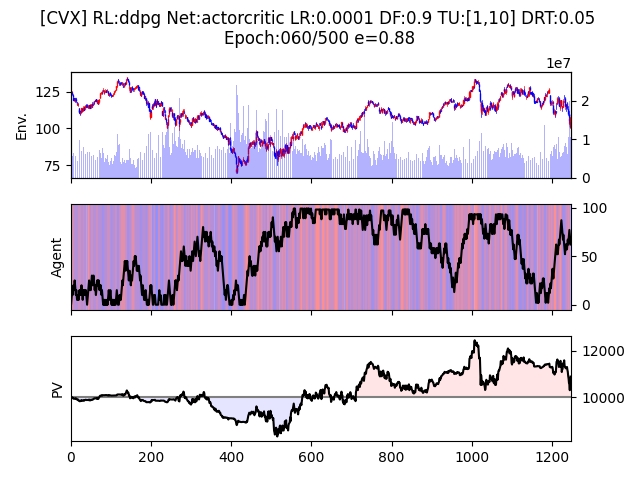 [CVX] RL:ddpg Net:actorcritic LR:0.0001 DF:0.9 TU:[1,10] DRT:0.05
Epoch:060/500 e=0.88
1e7
Env.
125
100
75
2
1
0
Agent
100
50
0
PV
12000
10000
0 200 400 600 800 1000 1200